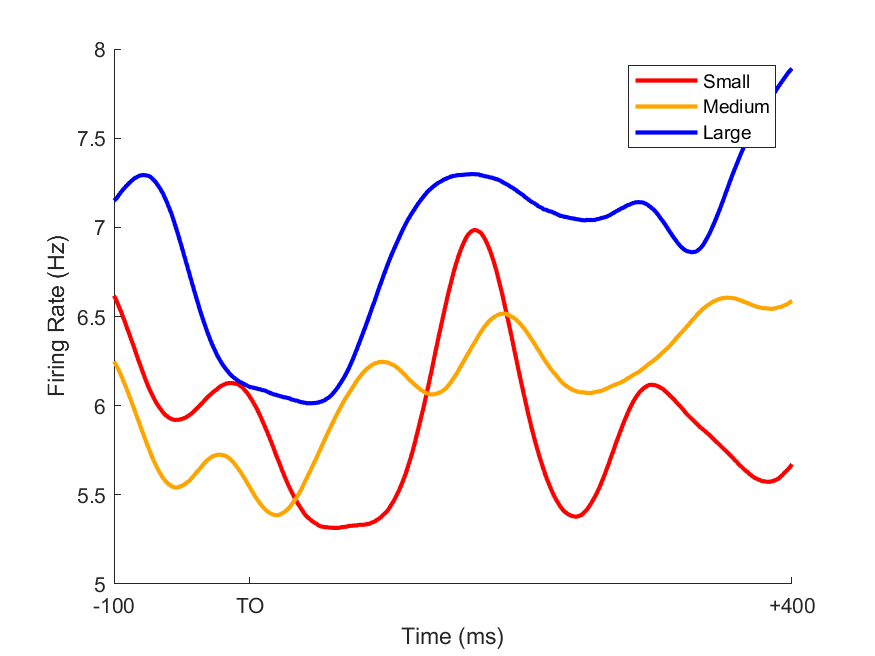 8
7.5
7
6.5
6
5.5
5
Firing Rate (Hz)
Small
Medium
Large
-100
TO
+400
Time (ms)